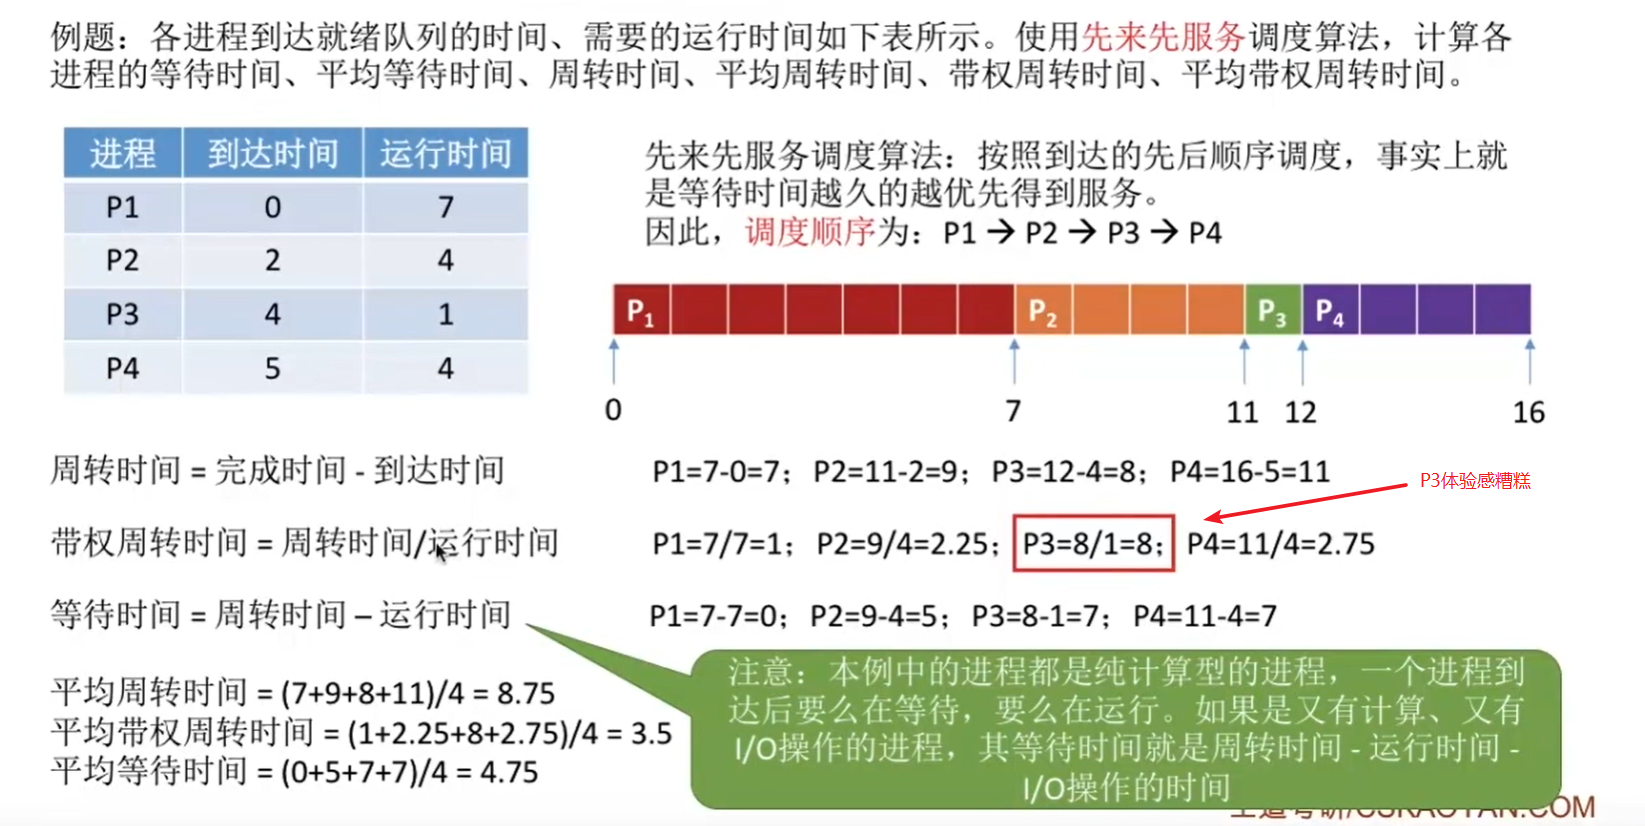 例题：各进程到达就绪队列的时间、需要的运行时间如下表所示。使用先来先服务调度算法，计算各
进程的等待时间、平均等待时间、周转时间、平均周转时间、带权周转时间、平均带权周转时间。
进程 到达时间 运行时间
P1 0 7
P2 2 4
P3 4 1
P4 5 4
先来先服务调度算法：按照到达的先后顺序调度，事实上就
是等待时间越久的越优先得到服务。
因此，调度顺序为：P1 → P2 → P3 → P4
P1 P2 P3 P4
0 7 11 12 16
周转时间 = 完成时间 - 到达时间
P1=7-0=7；P2=11-2=9；P3=12-4=8；P4=16-5=11
P3体验感糟糕
带权周转时间 = 周转时间/运行时间
P1=7/7=1；P2=9/4=2.25；P3=8/1=8；P4=11/4=2.75
等待时间 = 周转时间 – 运行时间
P1=7-7=0；P2=9-4=5；P3=8-1=7；P4=11-4=7
平均周转时间 = (7+9+8+11)/4 = 8.75
平均带权周转时间 = (1+2.25+8+2.75)/4 = 3.5
平均等待时间 = (0+5+7+7)/4 = 4.75
注意：本例中的进程都是纯计算型的进程，一个进程到
达后要么在等待，要么在运行。如果是又有计算、又有
I/O操作的进程，其等待时间就是周转时间 - 运行时间 -
I/O操作的时间
王道考研/CSKAOYAN.COM